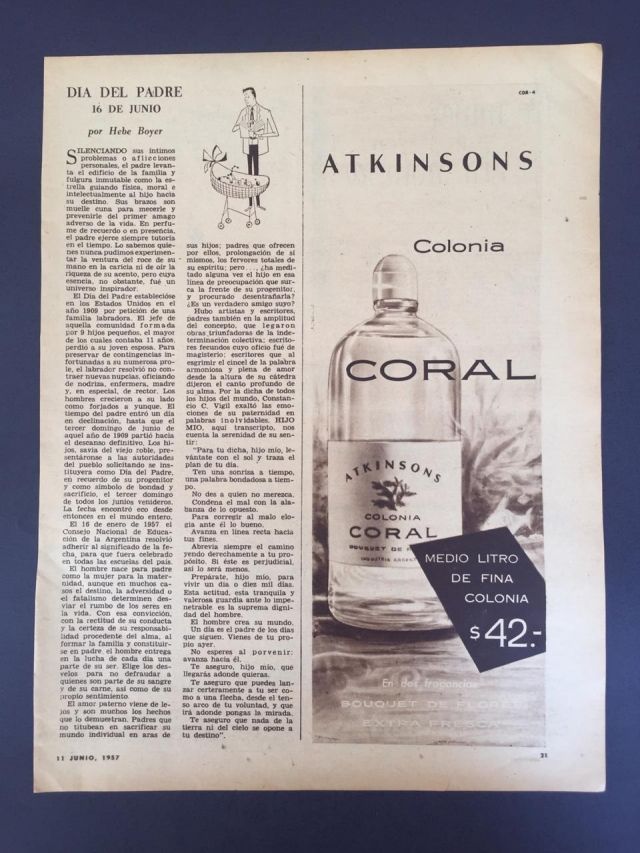 DIA DEL PADRE
16 DE JUNIO
por Hebe Boyer
SILENCIANDO sus íntimos
problemas o aflicciones
personales, el padre levan-
ta el edificio de la familia y
fulgura inmutable como la es-
trella guiando física, moral e
intelectualmente al hijo hacia
su destino. Sus brazos son
muelle cuna para mecerle y
prevenirle del primer amago
adverso de la vida. En perfu-
me de recuerdo o en presencia,
el padre ejerce siempre tutoría
en el tiempo. Lo sabemos quie-
nes nunca pudimos experimen-
tar la ventura del roce de su
mano en la caricia ni de oír la
riqueza de su acento, pero cuya
esencia, no obstante, fué un
universo inspirador.
El Día del Padre establecióse
en los Estados Unidos en el
año 1909 por petición de una
familia labradora. El jefe de
aquella comunidad formada
por 9 hijos pequeños, el mayor
de los cuales contaba 11 años,
perdió a su joven esposa. Para
preservar de contingencias in-
fortunadas a su numerosa pro-
le, el labrador resolvió no con-
traer nuevas nupcias, oficiando
de nodriza, enfermera, madre
y, en especial, de rector. Los
hombres crecieron a su lado
como forjados a yunque. El
tiempo del padre entró un día
en declinación, hasta que el
tercer domingo de junio de
aquel año de 1909 partió hacia
el descanso definitivo. Los hi-
jos, savia del viejo roble, pre-
sentáronse a las autoridades
del pueblo solicitando se ins-
tituyera como Día del Padre,
en recuerdo de su progenitor
y como símbolo de bondad y
sacrificio, el tercer domingo
de todos los junios venideros.
La fecha encontró eco desde
entonces en el mundo entero.
El 16 de enero de 1957 el
Consejo Nacional de Educa-
ción de la Argentina resolvió
adherir al significado de la fe-
cha, para que fuera celebrado
en todas las escuelas del país.
El hombre nace para padre
como la mujer para la mater-
nidad, aunque en muchos ca-
sos el destino, la adversidad o
el fatalismo determinen des-
viar el rumbo de los seres en
la vida. Con esa convicción,
con la rectitud de su conducta
y la certeza de su responsabi-
lidad procedente del alma, al
formar la familia y constituir-
se en padre, el hombre entrega
en la lucha de cada día una
parte de su ser. Elige los des-
velos para no defraudar a
quienes son parte de su sangre
y de su carne, así como de su
propio sentimiento.
El amor paterno viene de le-
jos y son muchos los hechos
que lo demuestran. Padres que
no titubean en sacrificar su
mundo individual en aras de
sus hijos; padres que ofrecen
por ellos, prolongación de sí
mismos, los fervores totales de
su espíritu; pero..., ¿ha medi-
tado alguna vez el hijo en esa
línea de preocupación que sur-
ca la frente de su progenitor,
y procurado desentrañarla?
¿Es un verdadero amigo suyo?
Hubo artistas y escritores,
padres también en la amplitud
del concepto, que legaron
obras triunfadoras de la inde-
terminación colectiva; escrito-
res fecundos cuyo oficio fué de
magisterio; escritores que al
esgrimir el cincel de la palabra
armoniosa y plena de amor
desde la altura de su cátedra
dijeron el canto profundo de
su alma. Por la dicha de todos
los hijos del mundo, Constan-
cio C. Vigil exaltó las emo-
ciones de su paternidad en
palabras inolvidables. HIJO
MIO, aquí transcripto, nos
cuenta la serenidad de su sen-
tir:
"Para tu dicha, hijo mío, le-
vántate con el sol y traza el
plan de tu día.
Ten una sonrisa a tiempo,
una palabra bondadosa a tiem-
po.
No des a quien no merezca.
Condena el mal con la ala-
banza de lo opuesto.
Para corregir al malo elo-
gia ante él lo bueno.
Avanza en línea recta hacia
tus fines.
Abrevia siempre el camino
yendo derechamente a tu pro-
pósito. Si éste es perjudicial,
así lo será menos.
Prepárate, hijo mío, para
vivir un día o diez mil días.
Esta actitud, esta tranquila y
valerosa guardia ante lo impe-
netrable es la suprema digni-
dad del hombre.
El hombre crea su mundo.
Un día es el padre de los días
que siguen. Vienes de tu pro-
pio ayer.
No esperes al porvenir:
avanza hacia él.
Te aseguro, hijo mío, que
llegarás adonde quieras.
Te aseguro que puedes lan-
zar certeramente a tu ser co-
mo a una flecha, desde el ten-
so arco de tu voluntad, y que
irá adonde pongas la mirada.
Te aseguro que nada de la
tierra ni del cielo se opone a
tu destino".
11 JUNIO, 1957
COR-4
ATKINSONS
Colonia
CORAL
ATKINSONS
COLONIA
CORAL
BOUQUET DE
INDUSTRIA ARGEN
MEDIO LITRO
DE FINA
COLONIA
$42.-
En dos fragancias
BOUQUET DE FLORES
EXTRA FRESCA
21